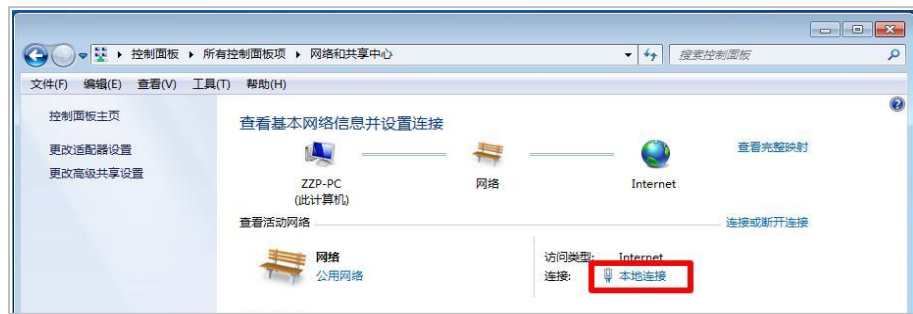 控制面板 ▸ 所有控制面板项 ▸ 网络和共享中心
搜索控制面板
文件(F) 编辑(E) 查看(V) 工具(T) 帮助(H)
控制面板主页
更改适配器设置
更改高级共享设置
查看基本网络信息并设置连接
查看完整映射
ZZP-PC
(此计算机)
网络
Internet
查看活动网络
连接或断开连接
网络
公用网络
访问类型: Internet
连接: 本地连接